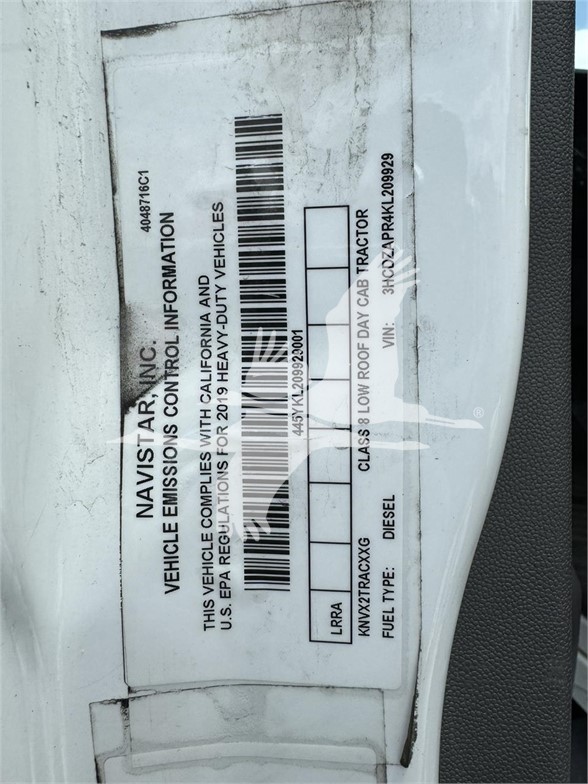 4048716C1
NAVISTAR, INC.
VEHICLE EMISSIONS CONTROL INFORMATION
THIS VEHICLE COMPLIES WITH CALIFORNIA AND
U.S. EPA REGULATIONS FOR 2019 HEAVY-DUTY VEHICLES
445YKL209929001
LRRA
KNVX2TRACXXG CLASS 8 LOW ROOF DAY CAB TRACTOR
FUEL TYPE: DIESEL VIN: 3HCDZAPR4KL209929